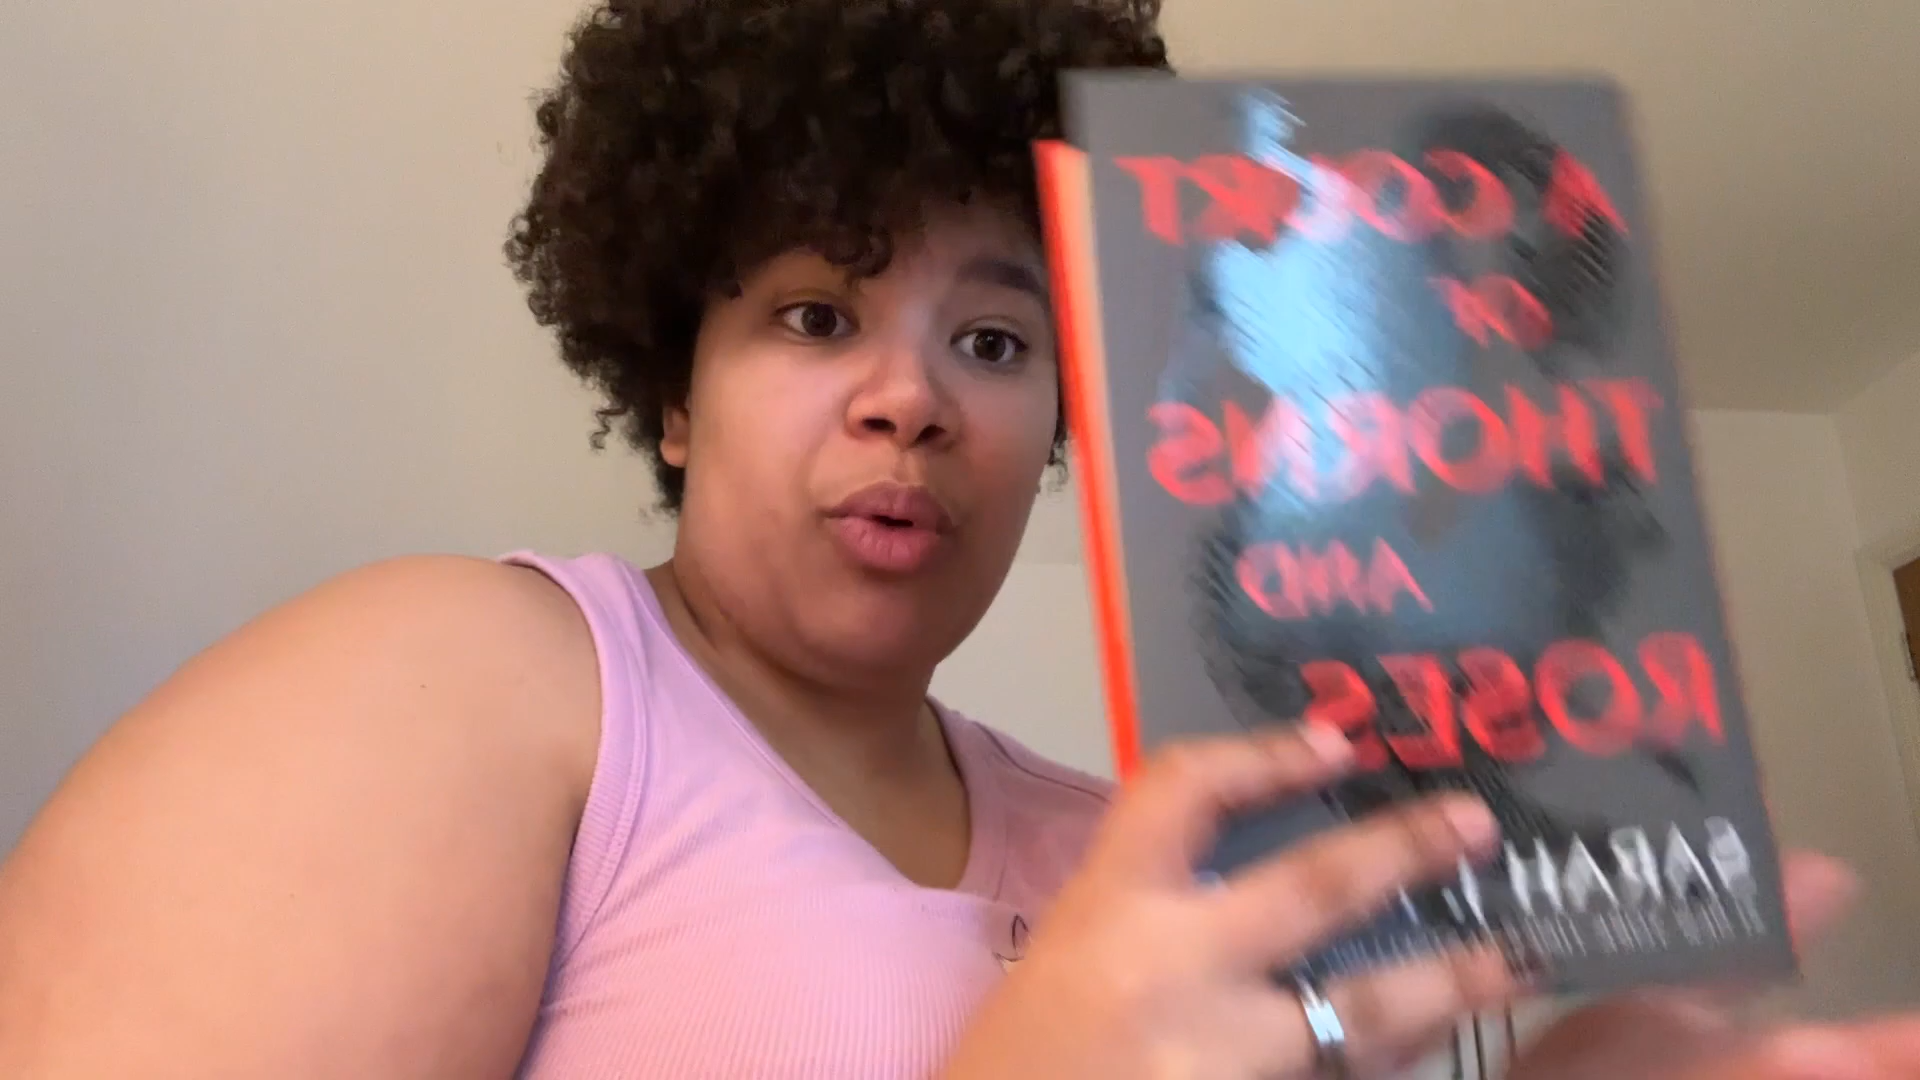 A COURT
OF
THORNS
AND
ROSES
SARAH J.